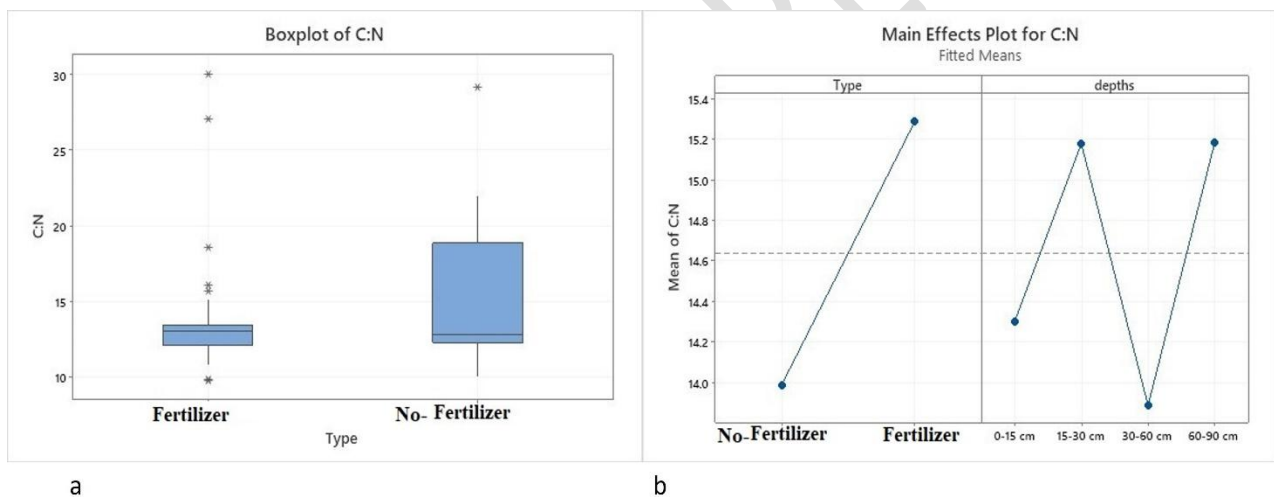 Boxplot of C:N
C:N
30
25
20
15
10
Fertilizer
No- Fertilizer
Type
a
Main Effects Plot for C:N
Fitted Means
Type
depths
Mean of C:N
15.4
15.2
15.0
14.8
14.6
14.4
14.2
14.0
No-Fertilizer
Fertilizer
0-15 cm
15-30 cm
30-60 cm
60-90 cm
b